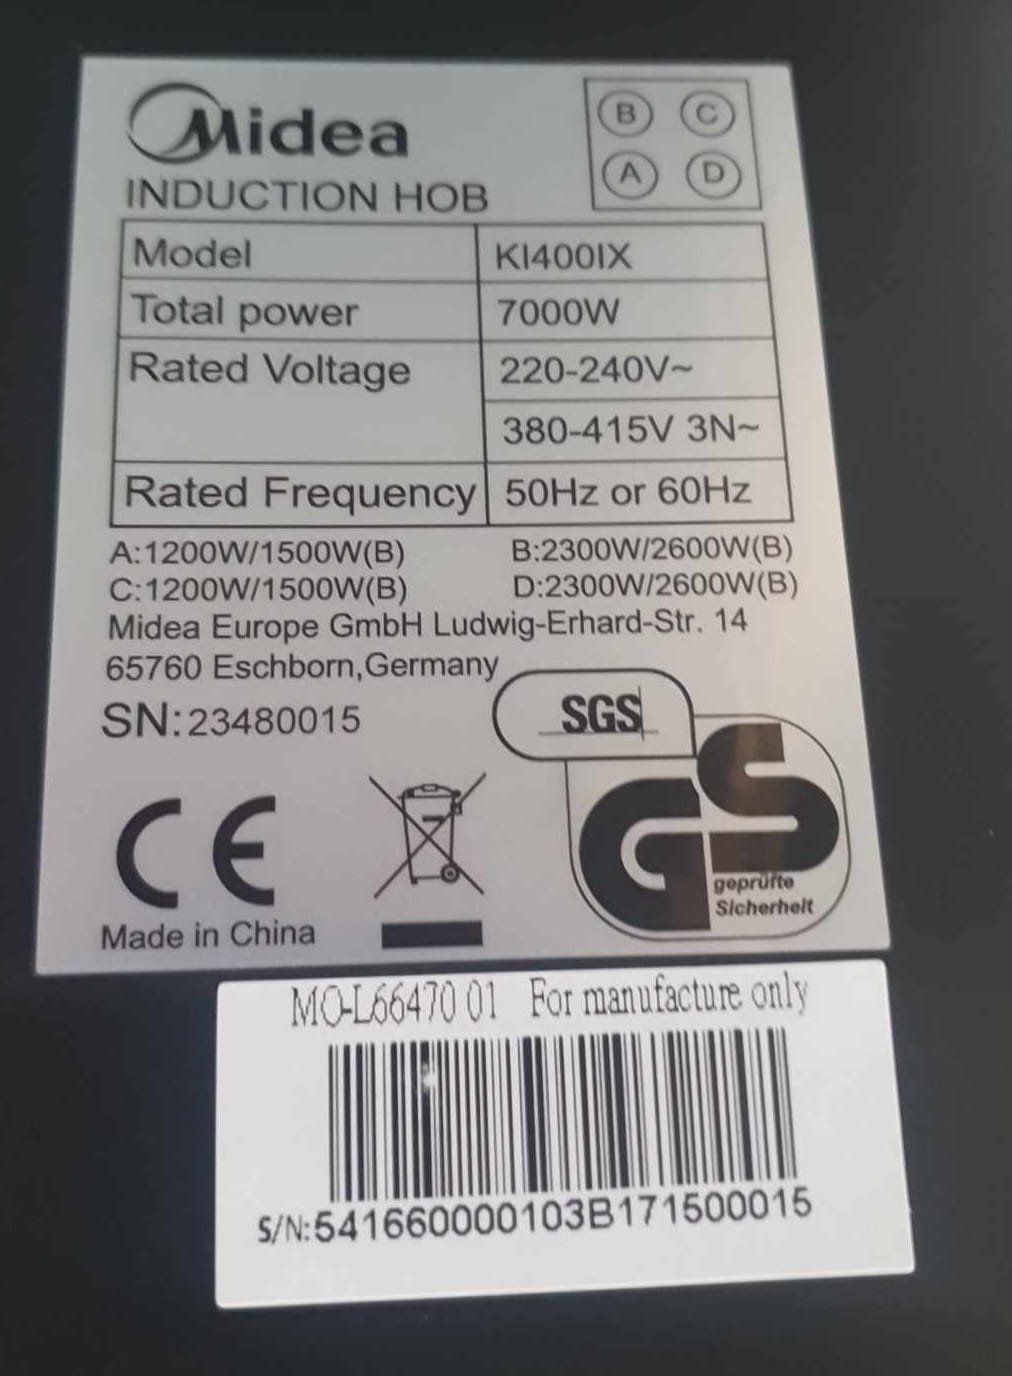 Midea
INDUCTION HOB
B C
A D
Model KI400IX
Total power 7000W
Rated Voltage 220-240V~
380-415V 3N~
Rated Frequency 50Hz or 60Hz
A:1200W/1500W(B) B:2300W/2600W(B)
C:1200W/1500W(B) D:2300W/2600W(B)
Midea Europe GmbH Ludwig-Erhard-Str. 14
65760 Eschborn,Germany
SN:23480015
SGS
CE
GS
geprüfte
Sicherheit
Made in China
MO-L66470 01 For manufacture only
S/N:541660000103B171500015